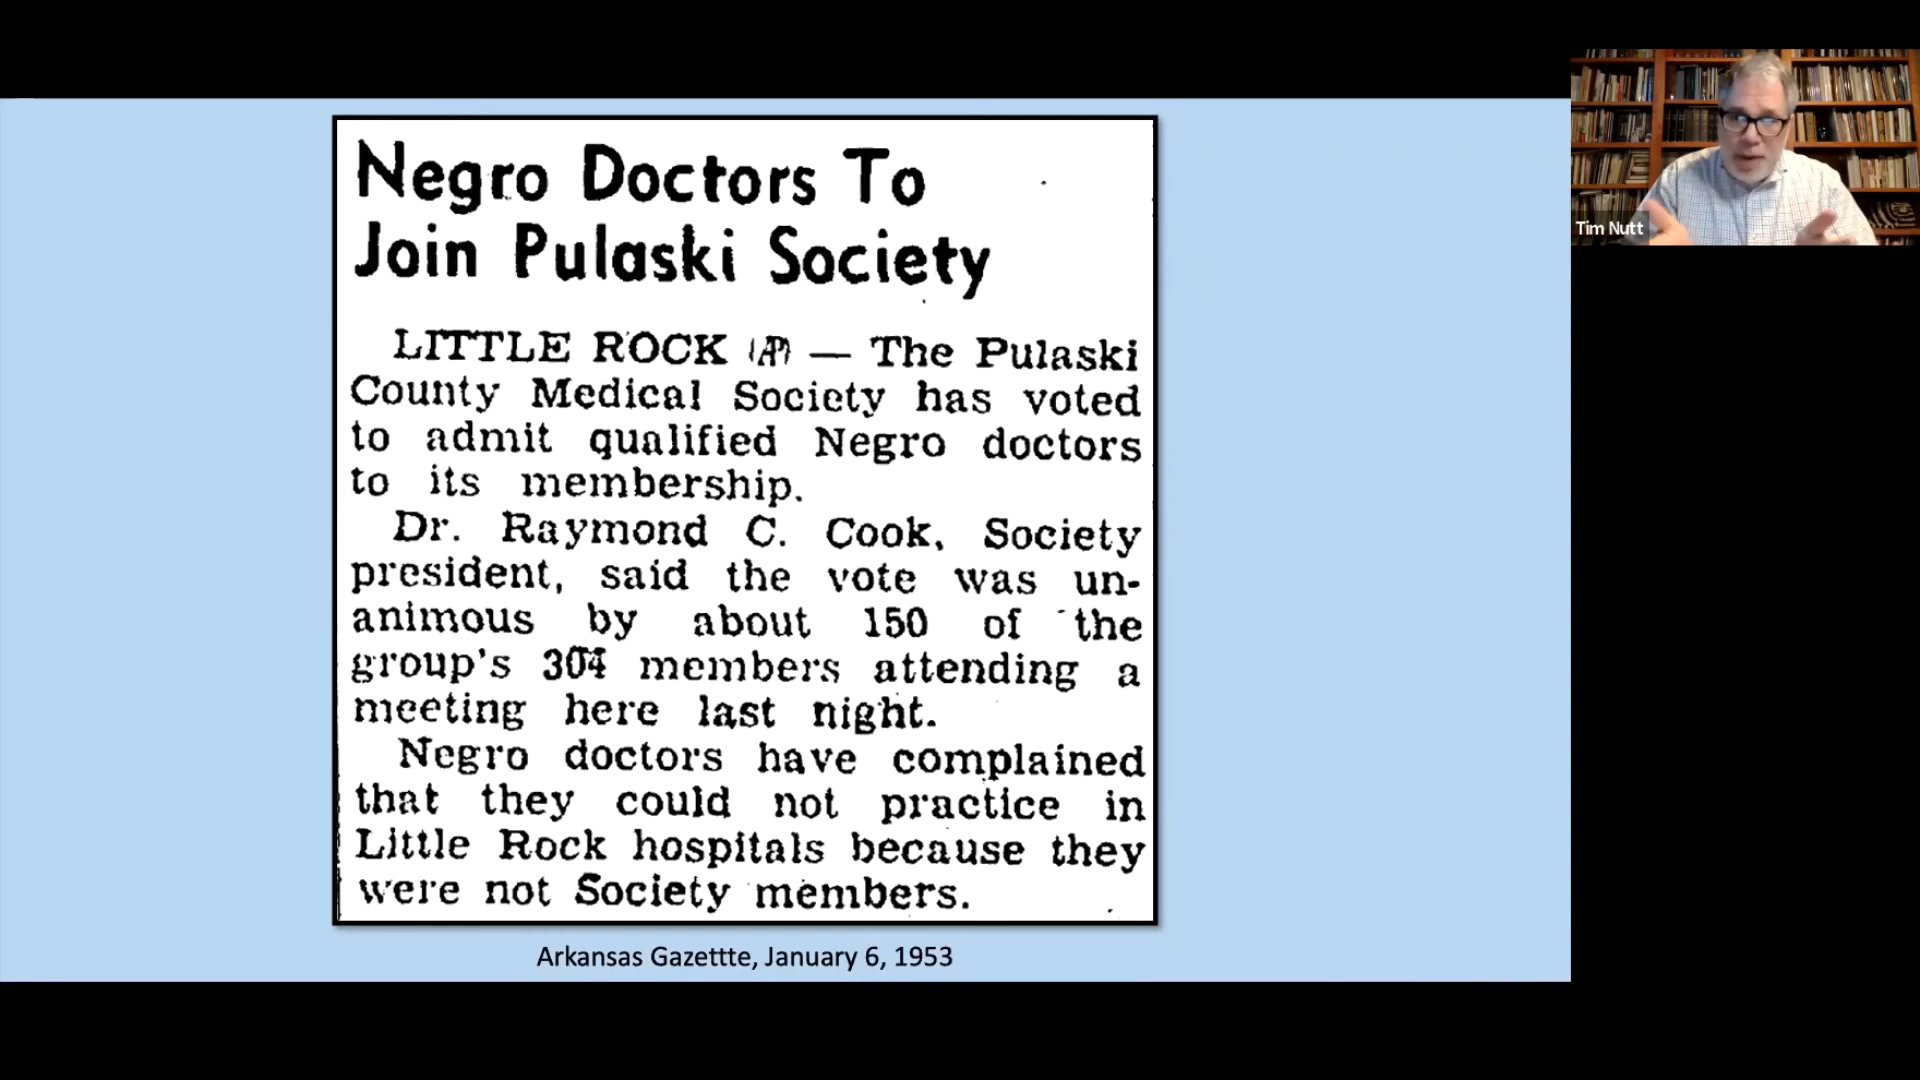 Negro Doctors To
Join Pulaski Society
LITTLE ROCK (AP) — The Pulaski
County Medical Society has voted
to admit qualified Negro doctors
to its membership.
Dr. Raymond C. Cook, Society
president, said the vote was un-
animous by about 150 of the
group's 304 members attending a
meeting here last night.
Negro doctors have complained
that they could not practice in
Little Rock hospitals because they
were not Society members.
Arkansas Gazettte, January 6, 1953
Tim Nutt